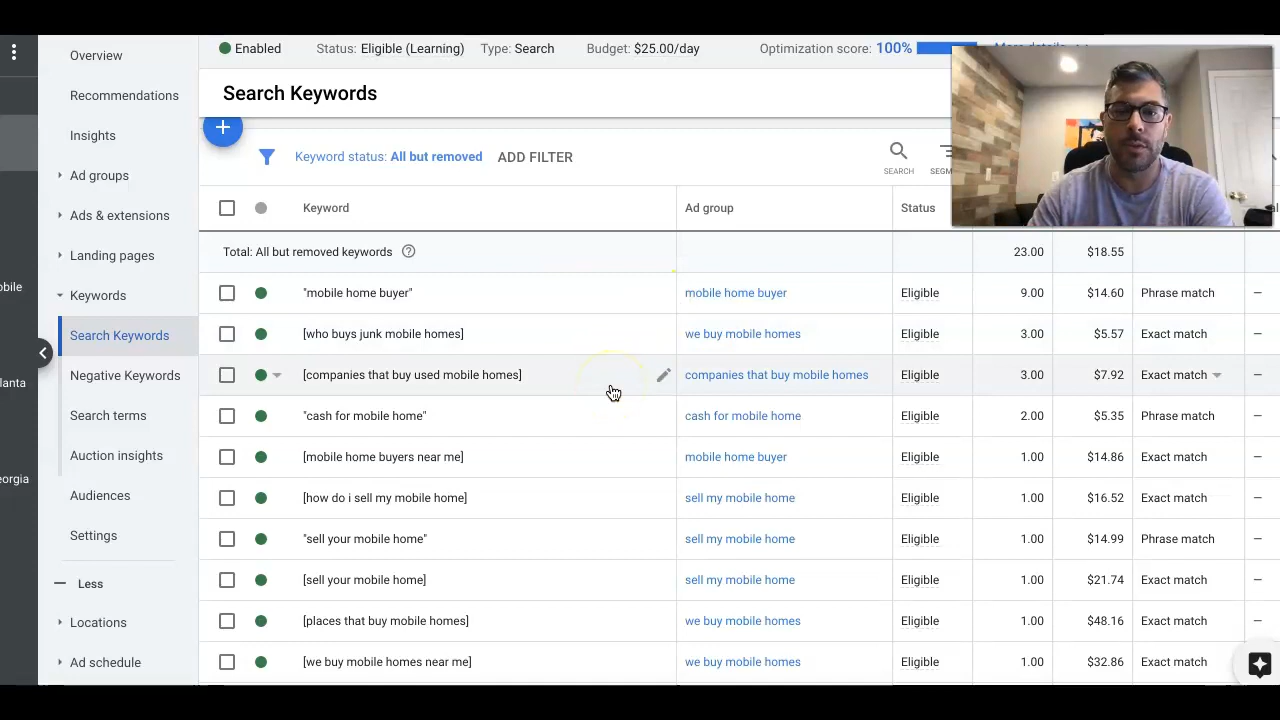 Enabled Status: Eligible (Learning) Type: Search Budget: $25.00/day Optimization score: 100%
Search Keywords
Keyword status: All but removed ADD FILTER
SEARCH
Keyword Ad group Status
Total: All but removed keywords 23.00 $18.55
"mobile home buyer" mobile home buyer Eligible 9.00 $14.60 Phrase match –
[who buys junk mobile homes] we buy mobile homes Eligible 3.00 $5.57 Exact match –
[companies that buy used mobile homes] companies that buy mobile homes Eligible 3.00 $7.92 Exact match –
"cash for mobile home" cash for mobile home Eligible 2.00 $5.35 Phrase match –
[mobile home buyers near me] mobile home buyer Eligible 1.00 $14.86 Exact match –
[how do i sell my mobile home] sell my mobile home Eligible 1.00 $16.52 Exact match –
"sell your mobile home" sell my mobile home Eligible 1.00 $14.99 Phrase match –
[sell your mobile home] sell my mobile home Eligible 1.00 $21.74 Exact match –
[places that buy mobile homes] we buy mobile homes Eligible 1.00 $48.16 Exact match –
[we buy mobile homes near me] we buy mobile homes Eligible 1.00 $32.86 Exact match –
Overview
Recommendations
Insights
Ad groups
Ads & extensions
Landing pages
Keywords
Search Keywords
Negative Keywords
Search terms
Auction insights
Audiences
Settings
Less
Locations
Ad schedule
obile
lanta
eorgia